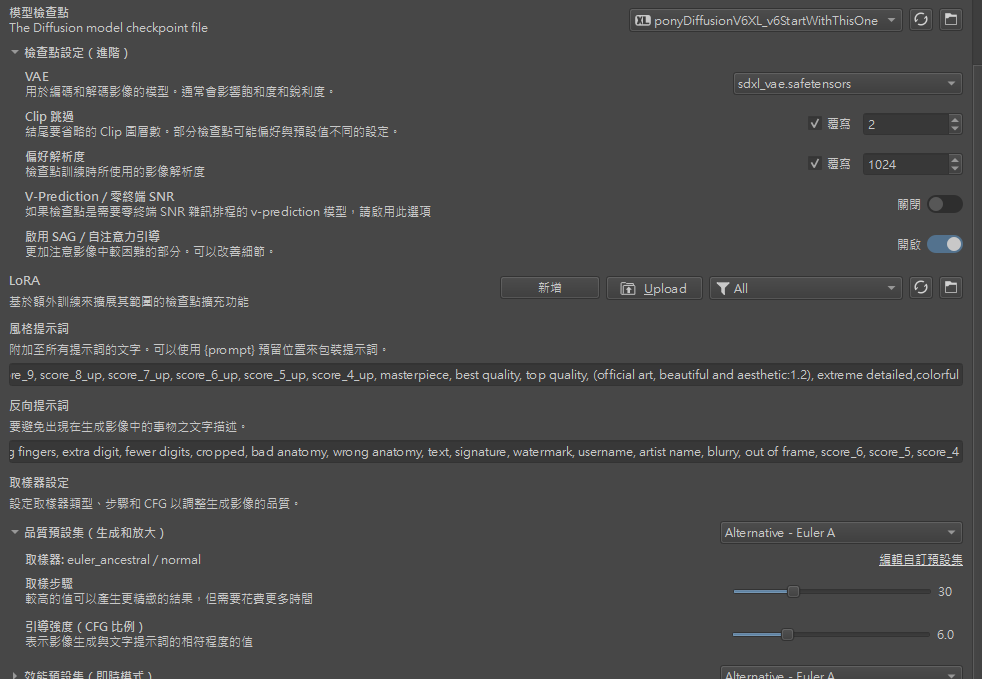 模型檢查點
The Diffusion model checkpoint file
XL ponyDiffusionV6XL_v6StartWithThisOne
檢查點設定 ( 進階 )
VAE
用於編碼和解碼影像的模型。通常會影響飽和度和銳利度。
sdxl_vae.safetensors
Clip 跳過
結尾要省略的 Clip 圖層數。部分檢查點可能偏好與預設值不同的設定。
覆寫 2
偏好解析度
檢查點訓練時所使用的影像解析度
覆寫 1024
V-Prediction / 零終端 SNR
如果檢查點是需要零終端 SNR 雜訊排程的 v-prediction 模型，請啟用此選項
關閉
啟用 SAG / 自注意力引導
更加注意影像中較困難的部分。可以改善細節。
開啟
LoRA
基於額外訓練來擴展其範圍的檢查點擴充功能
新增 Upload All
風格提示詞
附加至所有提示詞的文字。可以使用 {prompt} 預留位置來包裝提示詞。
re_9, score_8_up, score_7_up, score_6_up, score_5_up, score_4_up, masterpiece, best quality, top quality, (official art, beautiful and aesthetic:1.2), extreme detailed,colorful
反向提示詞
要避免出現在生成影像中的事物之文字描述。
g fingers, extra digit, fewer digits, cropped, bad anatomy, wrong anatomy, text, signature, watermark, username, artist name, blurry, out of frame, score_6, score_5, score_4
取樣器設定
設定取樣器類型、步驟和 CFG 以調整生成影像的品質。
品質預設集 ( 生成和放大 )
Alternative - Euler A
取樣器: euler_ancestral / normal
編輯自訂預設集
取樣步驟
較高的值可以產生更精緻的結果，但需要花費更多時間
30
引導強度 ( CFG 比例 )
表示影像生成與文字提示詞的相符程度的值
6.0
效能預設集 ( 即時模式 )
Alternative - Euler A